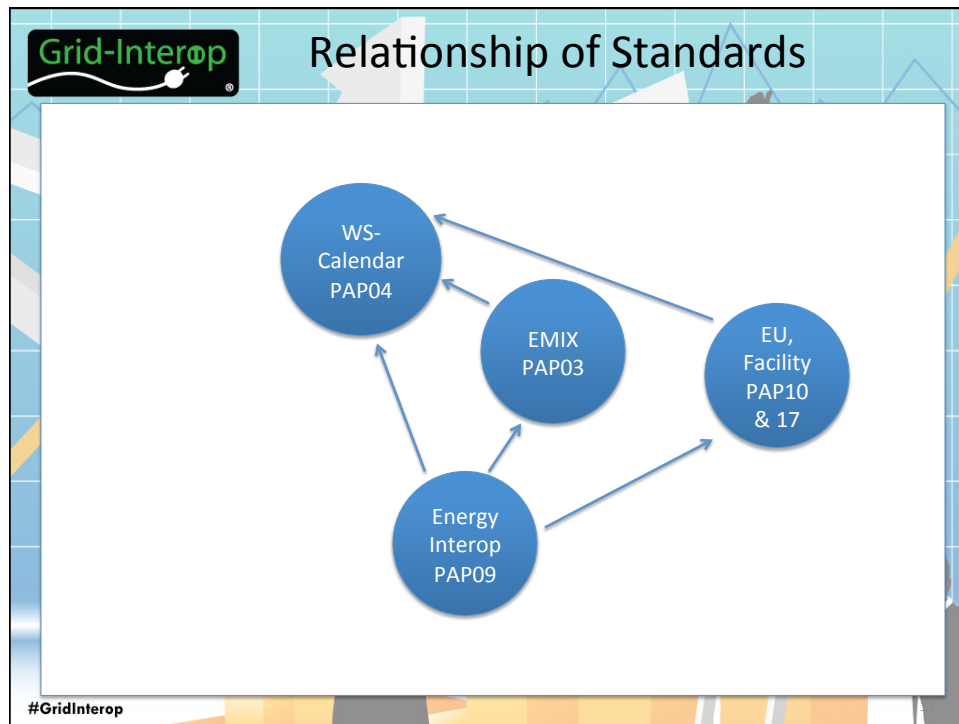 Grid-Interop
®
Relationship of Standards
WS-
Calendar
PAP04
EMIX
PAP03
EU,
Facility
PAP10
& 17
Energy
Interop
PAP09
#GridInterop